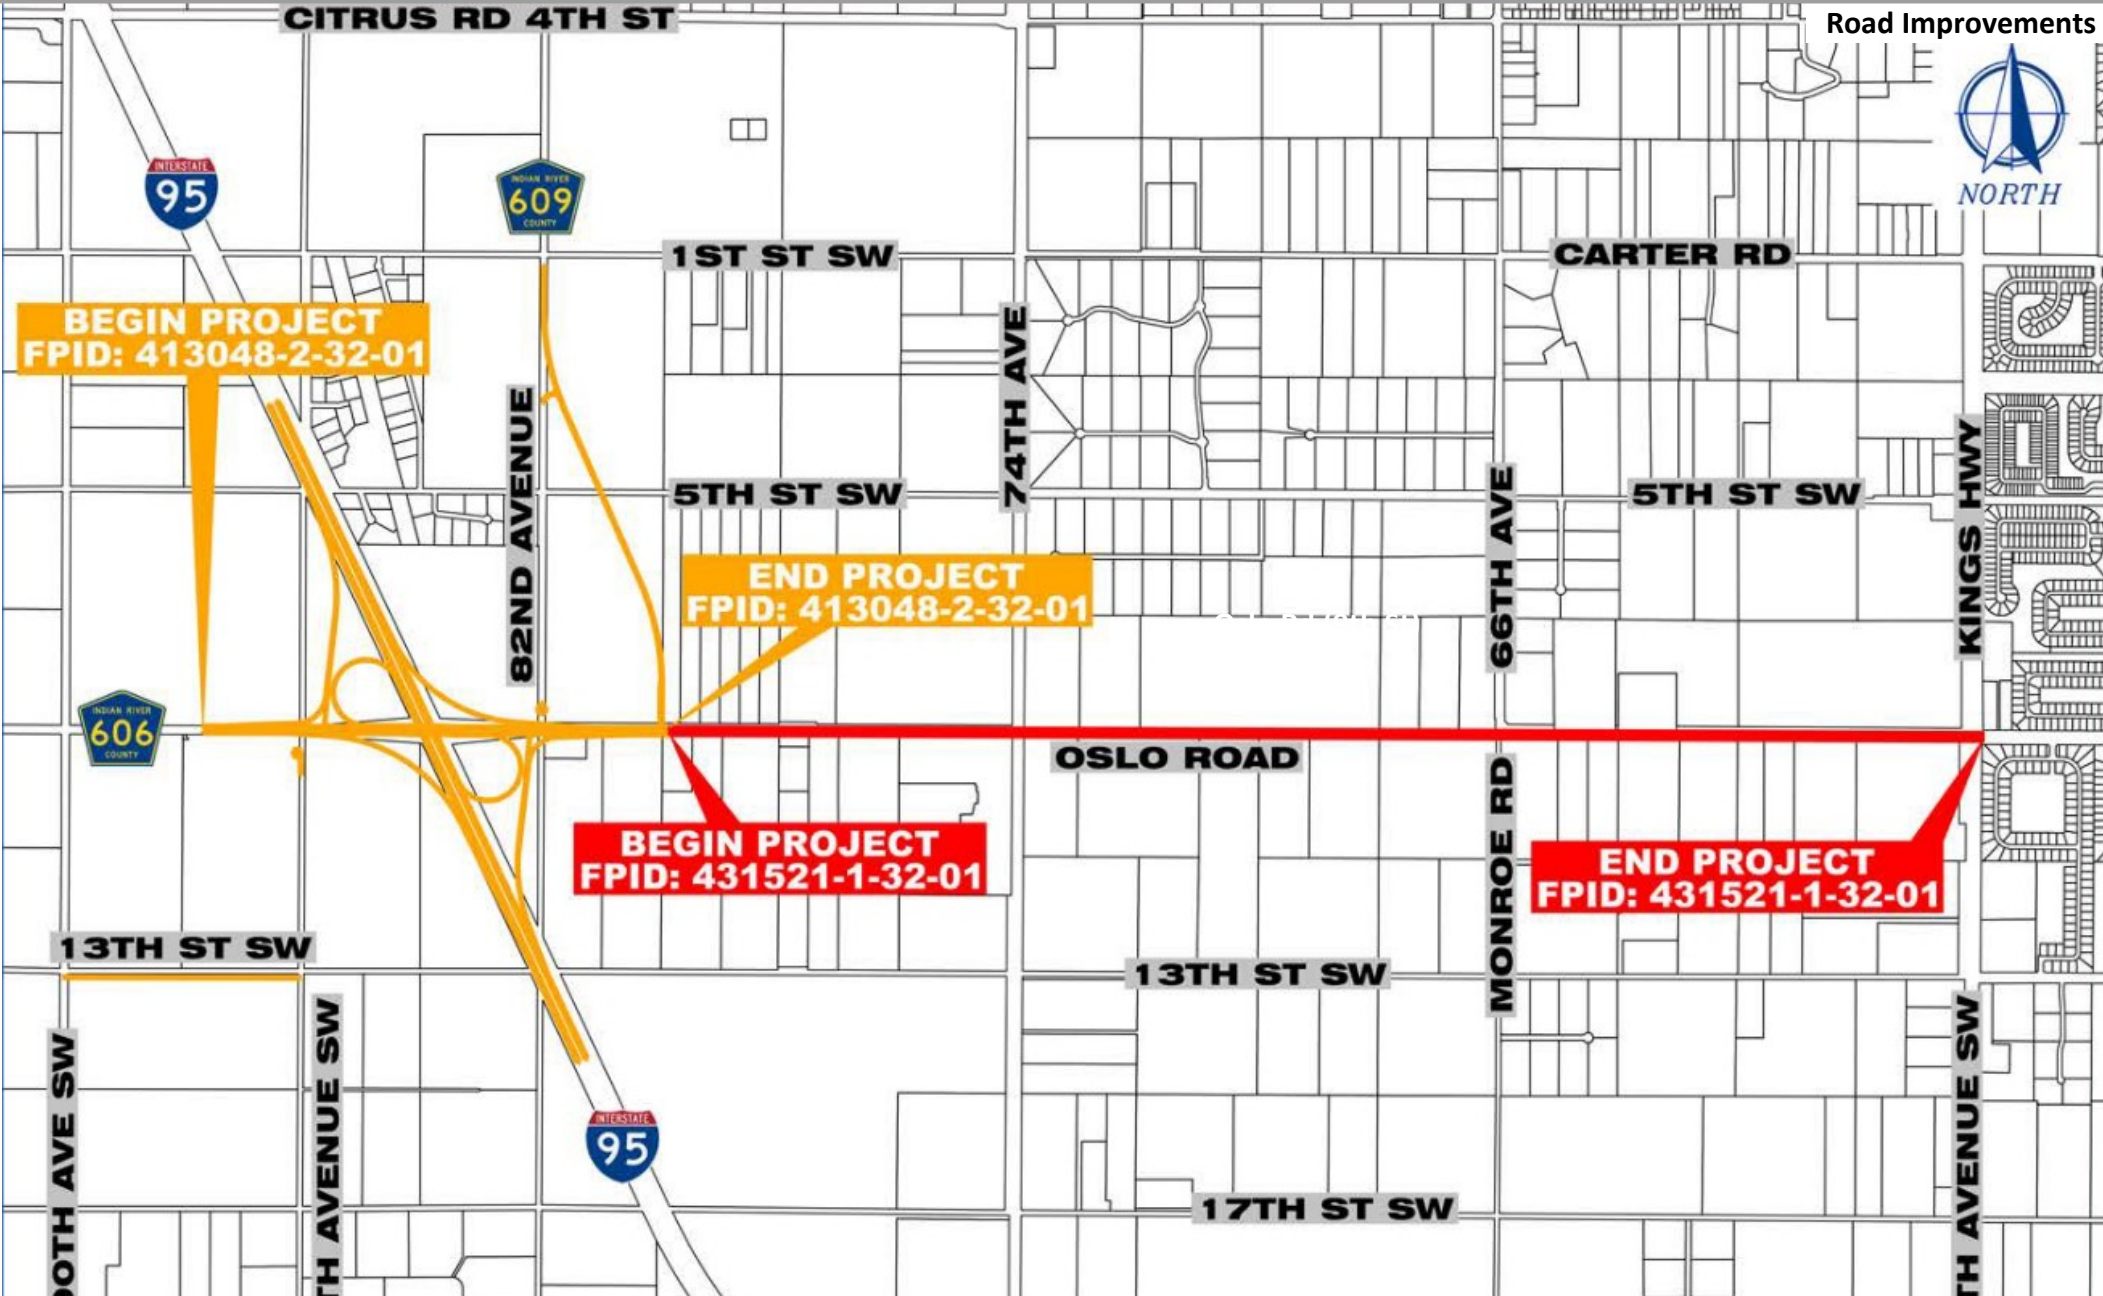 CITRUS RD 4TH ST
Road Improvements
NORTH
INTERSTATE
95
INDIAN RIVER
609
COUNTY
1ST ST SW
CARTER RD
BEGIN PROJECT
FPID: 413048-2-32-01
82ND AVENUE
74TH AVE
5TH ST SW
66TH AVE
5TH ST SW
KINGS HWY
END PROJECT
FPID: 413048-2-32-01
INDIAN RIVER
606
COUNTY
OSLO ROAD
BEGIN PROJECT
FPID: 431521-1-32-01
MONROE RD
END PROJECT
FPID: 431521-1-32-01
13TH ST SW
13TH ST SW
AVE SW
TH AVENUE SW
TH AVENUE SW
INTERSTATE
95
17TH ST SW